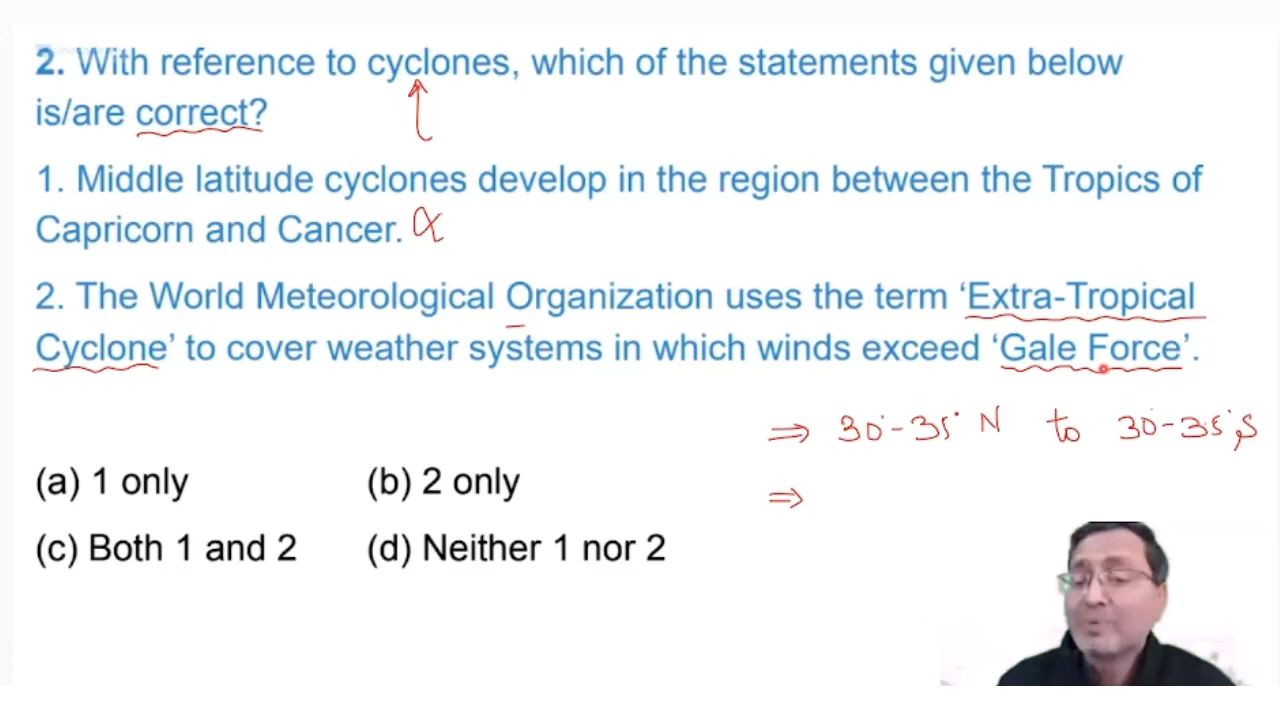 2. With reference to cyclones, which of the statements given below
is/are correct?
1. Middle latitude cyclones develop in the region between the Tropics of
Capricorn and Cancer.
2. The World Meteorological Organization uses the term ‘Extra-Tropical
Cyclone’ to cover weather systems in which winds exceed ‘Gale Force’.
⇒ 30°-35° N to 30°-35° S
⇒
(a) 1 only (b) 2 only
(c) Both 1 and 2 (d) Neither 1 nor 2